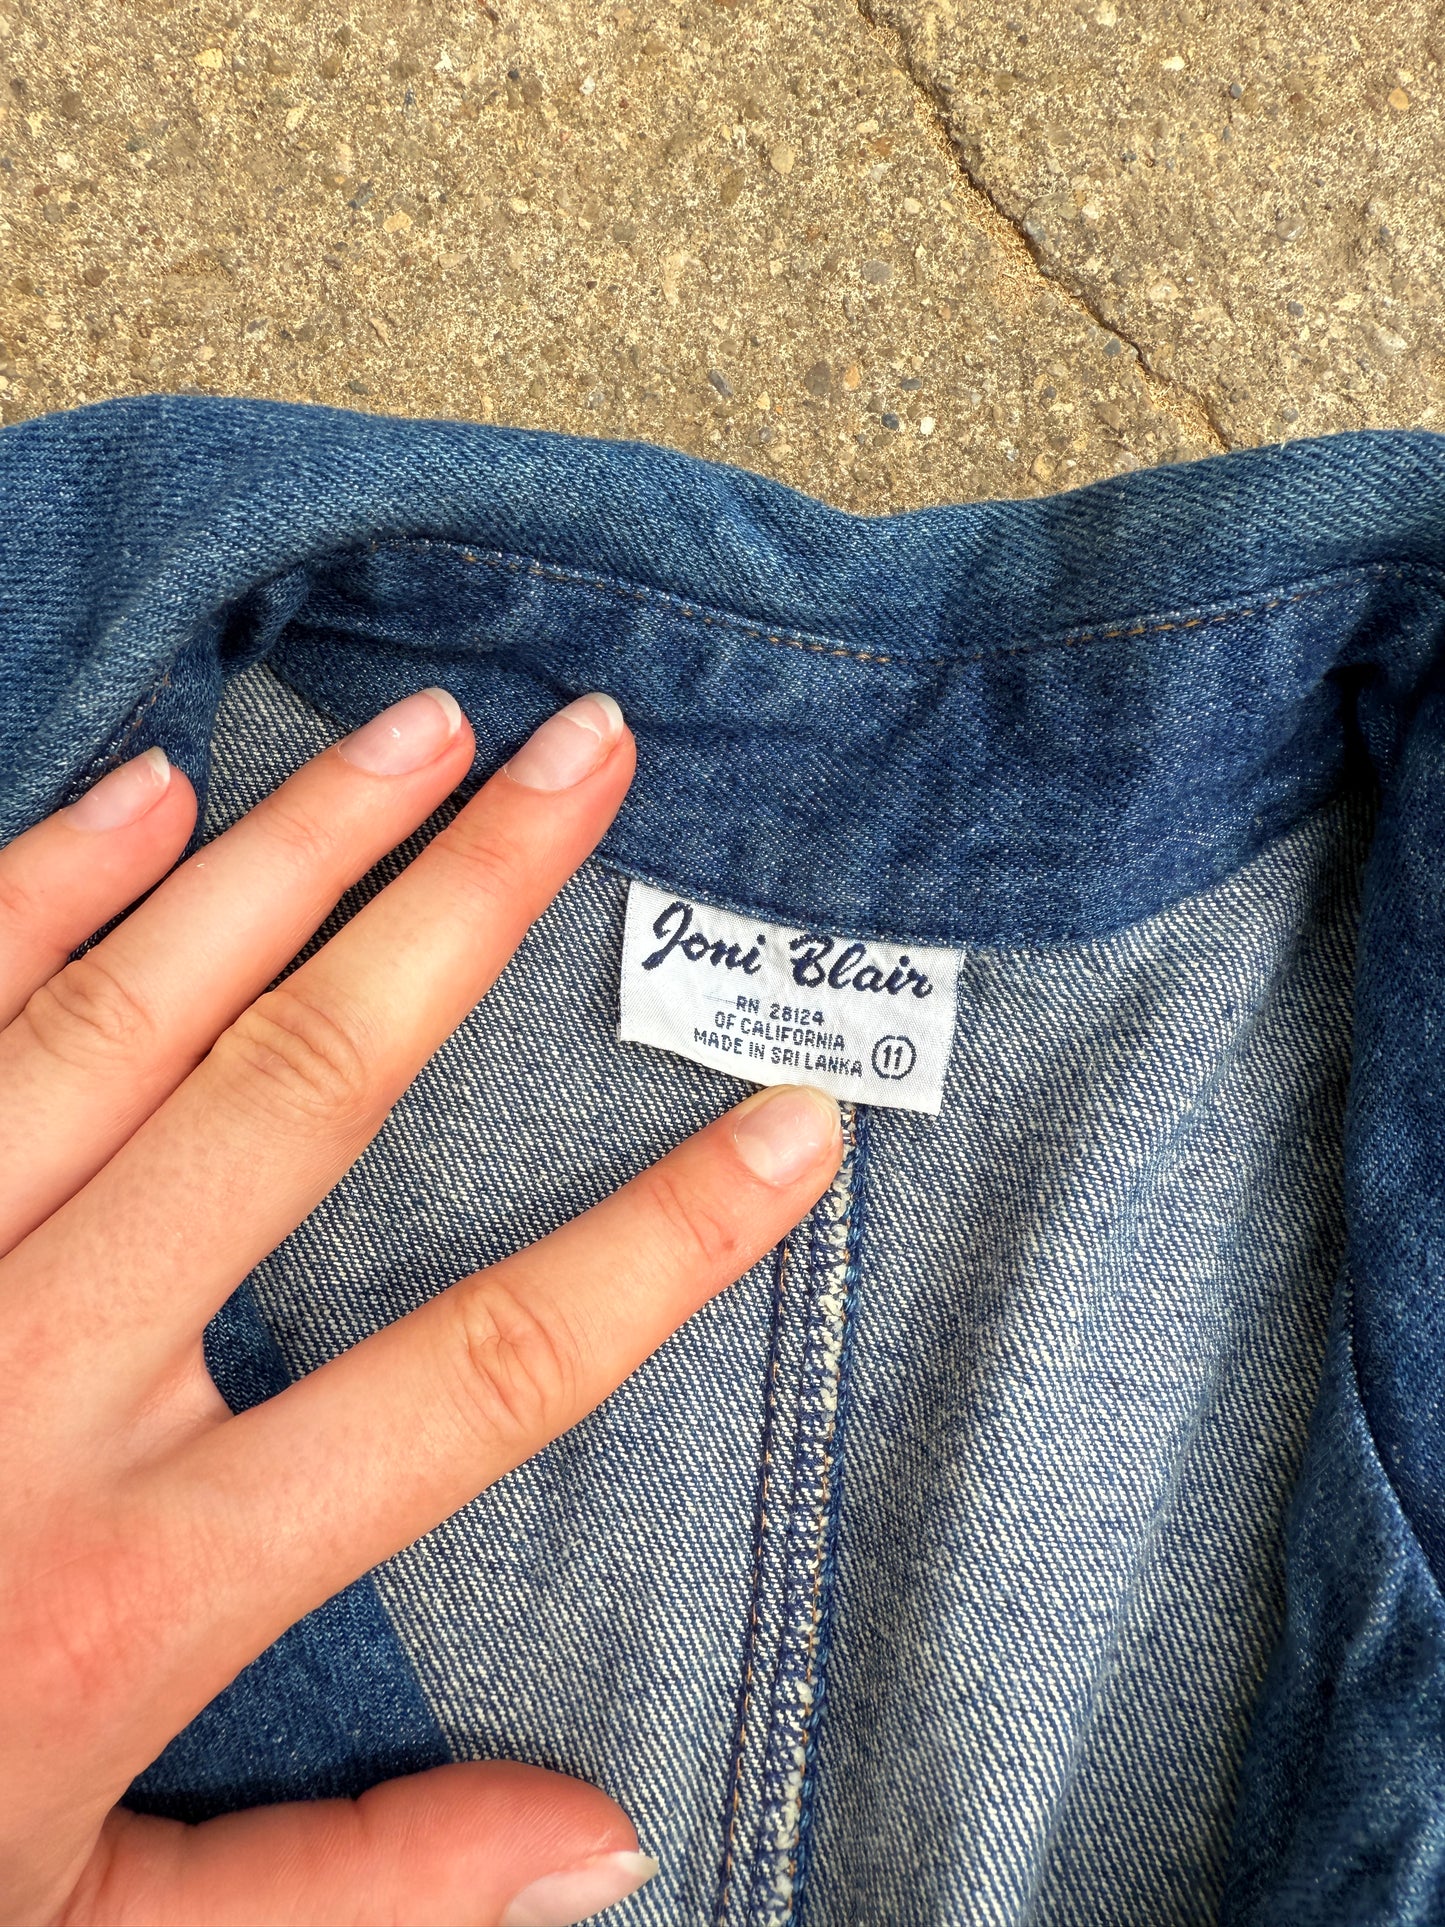 Joni Blair
RN 28124
OF CALIFORNIA
MADE IN SRI LANKA 11